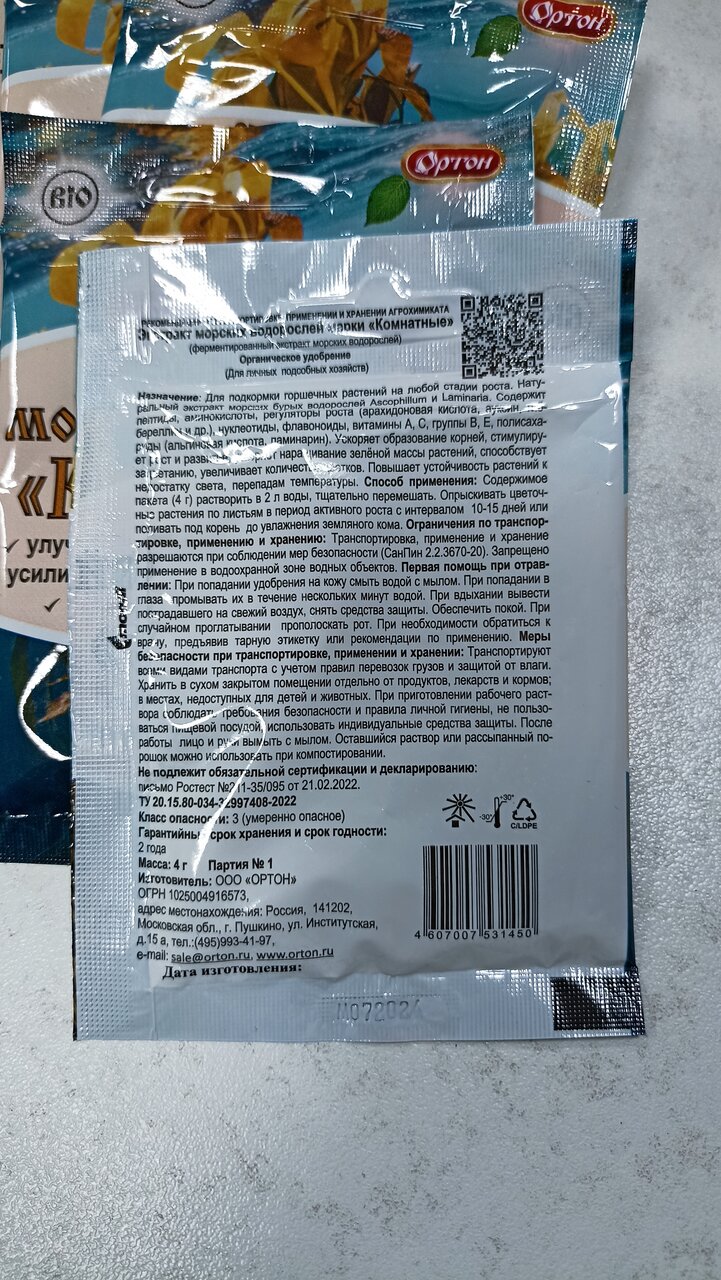 Ортон
BIO
Ортон
мо
«К
✓ улуч
усили
✓
ПРИМЕНЕНИИ И ХРАНЕНИИ АГРОХИМИКАТА
Экстракт морских водорослей марки «Комнатные»
(ферментированный экстракт морских водорослей)
Органическое удобрение
(Для личных подсобных хозяйств)
Назначение: Для подкормки горшечных растений на любой стадии роста. Нату-
ральный экстракт морских бурых водорослей Ascophillum и Laminaria. Содержит
пептиды, аминокислоты, регуляторы роста (арахидоновая кислота, ауксин, гиб-
береллин и др.), нуклеотиды, флавоноиды, витамины А, С, группы В, Е, полисаха-
риды (альгиновая кислота, ламинарин). Ускоряет образование корней, стимулиру-
ет рост и развитие, наращивание зелёной массы растений, способствует
зацветанию, увеличивает количество цветков. Повышает устойчивость растений к
недостатку света, перепадам температуры. Способ применения: Содержимое
пакета (4 г) растворить в 2 л воды, тщательно перемешать. Опрыскивать цветоч-
ные растения по листьям в период активного роста с интервалом 10-15 дней или
поливать под корень до увлажнения земляного кома. Ограничения по транспор-
тировке, применению и хранению: Транспортировка, применение и хранение
разрешаются при соблюдении мер безопасности (СанПин 2.2.3670-20). Запрещено
применение в водоохранной зоне водных объектов. Первая помощь при отрав-
лении: При попадании удобрения на кожу смыть водой с мылом. При попадании в
глаза промывать их в течение нескольких минут водой. При вдыхании вывести
пострадавшего на свежий воздух, снять средства защиты. Обеспечить покой. При
случайном проглатывании прополоскать рот. При необходимости обратиться к
врачу, предъявив тарную этикетку или рекомендации по применению. Меры
безопасности при транспортировке, применении и хранении: Транспортируют
всеми видами транспорта с учетом правил перевозок грузов и защитой от влаги.
Хранить в сухом закрытом помещении отдельно от продуктов, лекарств и кормов;
в местах, недоступных для детей и животных. При приготовлении рабочего раст-
вора соблюдать требования безопасности и правила личной гигиены, не пользо-
ваться пищевой посудой, использовать индивидуальные средства защиты. После
работы лицо и руки вымыть с мылом. Оставшийся раствор или рассыпанный по-
рошок можно использовать при компостировании.
Не подлежит обязательной сертификации и декларированию:
письмо Ростест №211-35/095 от 21.02.2022.
ТУ 20.15.80-034-32997408-2022
Класс опасности: 3 (умеренно опасное)
Гарантийный срок хранения и срок годности:
2 года
Масса: 4 г Партия № 1
Изготовитель: ООО «ОРТОН»
ОГРН 1025004916573,
адрес местонахождения: Россия, 141202,
Московская обл., г. Пушкино, ул. Институтская,
д.15 а, тел.:(495)993-41-97,
e-mail: sale@orton.ru, www.orton.ru
Дата изготовления:
-30° +30°
C/LDPE
4 607007 531450
072024